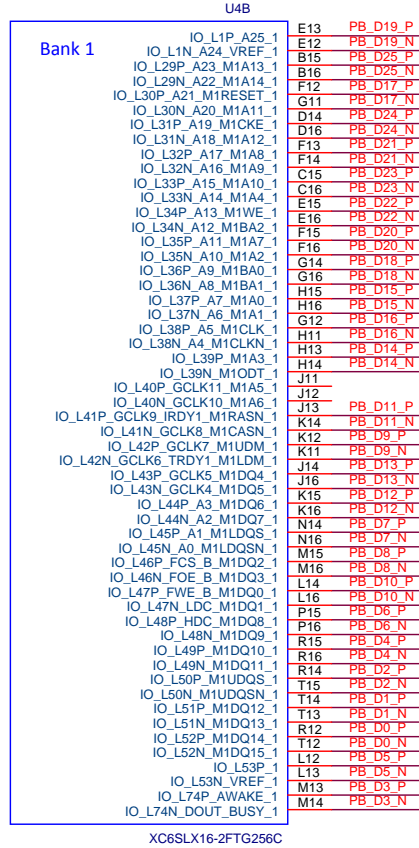 U4B
Bank 1
IO_L1P_A25_1 E13 PB_D19_P
IO_L1N_A24_VREF_1 E12 PB_D19_N
IO_L29P_A23_M1A13_1 B15 PB_D25_P
IO_L29N_A22_M1A14_1 B16 PB_D25_N
IO_L30P_A21_M1RESET_1 F12 PB_D17_P
IO_L30N_A20_M1A11_1 G11 PB_D17_N
IO_L31P_A19_M1CKE_1 D14 PB_D24_P
IO_L31N_A18_M1A12_1 D16 PB_D24_N
IO_L32P_A17_M1A8_1 F13 PB_D21_P
IO_L32N_A16_M1A9_1 F14 PB_D21_N
IO_L33P_A15_M1A10_1 C15 PB_D23_P
IO_L33N_A14_M1A4_1 C16 PB_D23_N
IO_L34P_A13_M1WE_1 E15 PB_D22_P
IO_L34N_A12_M1BA2_1 E16 PB_D22_N
IO_L35P_A11_M1A7_1 F15 PB_D20_P
IO_L35N_A10_M1A2_1 F16 PB_D20_N
IO_L36P_A9_M1BA0_1 G14 PB_D18_P
IO_L36N_A8_M1BA1_1 G16 PB_D18_N
IO_L37P_A7_M1A0_1 H15 PB_D15_P
IO_L37N_A6_M1A1_1 H16 PB_D15_N
IO_L38P_A5_M1CLK_1 G12 PB_D16_P
IO_L38N_A4_M1CLKN_1 H11 PB_D16_N
IO_L39P_M1A3_1 H13 PB_D14_P
IO_L39N_M1ODT_1 H14 PB_D14_N
IO_L40P_GCLK11_M1A5_1 J11
IO_L40N_GCLK10_M1A6_1 J12
IO_L41P_GCLK9_IRDY1_M1RASN_1 J13 PB_D11_P
IO_L41N_GCLK8_M1CASN_1 K14 PB_D11_N
IO_L42P_GCLK7_M1UDM_1 K12 PB_D9_P
IO_L42N_GCLK6_TRDY1_M1LDM_1 K11 PB_D9_N
IO_L43P_GCLK5_M1DQ4_1 J14 PB_D13_P
IO_L43N_GCLK4_M1DQ5_1 J16 PB_D13_N
IO_L44P_A3_M1DQ6_1 K15 PB_D12_P
IO_L44N_A2_M1DQ7_1 K16 PB_D12_N
IO_L45P_A1_M1LDQS_1 N14 PB_D7_P
IO_L45N_A0_M1LDQSN_1 N16 PB_D7_N
IO_L46P_FCS_B_M1DQ2_1 M15 PB_D8_P
IO_L46N_FOE_B_M1DQ3_1 M16 PB_D8_N
IO_L47P_FWE_B_M1DQ0_1 L14 PB_D10_P
IO_L47N_LDC_M1DQ1_1 L16 PB_D10_N
IO_L48P_HDC_M1DQ8_1 P15 PB_D6_P
IO_L48N_M1DQ9_1 P16 PB_D6_N
IO_L49P_M1DQ10_1 R15 PB_D4_P
IO_L49N_M1DQ11_1 R16 PB_D4_N
IO_L50P_M1UDQS_1 R14 PB_D2_P
IO_L50N_M1UDQSN_1 T15 PB_D2_N
IO_L51P_M1DQ12_1 T14 PB_D1_P
IO_L51N_M1DQ13_1 T13 PB_D1_N
IO_L52P_M1DQ14_1 R12 PB_D0_P
IO_L52N_M1DQ15_1 T12 PB_D0_N
IO_L53P_1 L12 PB_D5_P
IO_L53N_VREF_1 L13 PB_D5_N
IO_L74P_AWAKE_1 M13 PB_D3_P
IO_L74N_DOUT_BUSY_1 M14 PB_D3_N
XC6SLX16-2FTG256C